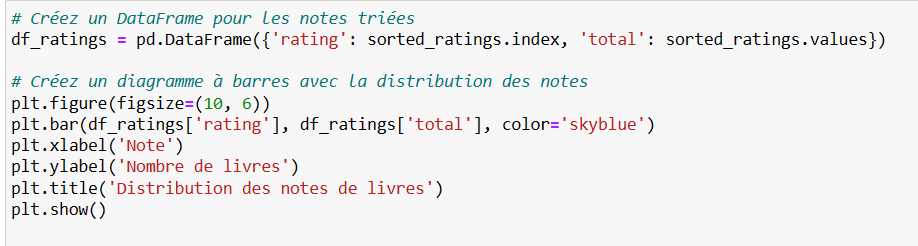 # Créez un DataFrame pour les notes triées
df_ratings = pd.DataFrame({'rating': sorted_ratings.index, 'total': sorted_ratings.values})
# Créez un diagramme à barres avec la distribution des notes
plt.figure(figsize=(10, 6))
plt.bar(df_ratings['rating'], df_ratings['total'], color='skyblue')
plt.xlabel('Note')
plt.ylabel('Nombre de livres')
plt.title('Distribution des notes de livres')
plt.show()